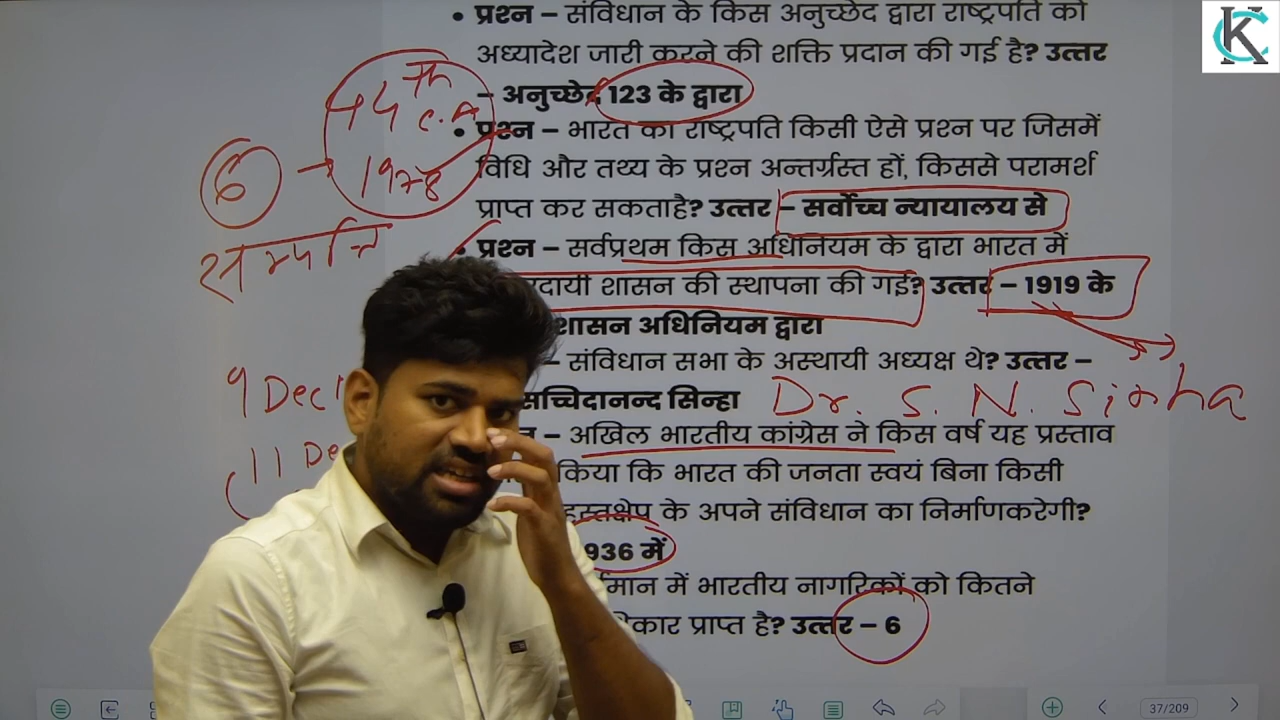 • प्रश्न – संविधान के किस अनुच्छेद द्वारा राष्ट्रपति को
अध्यादेश जारी करने की शक्ति प्रदान की गई है? उत्तर
– अनुच्छेद 123 के द्वारा
• प्रश्न – भारत का राष्ट्रपति किसी ऐसे प्रश्न पर जिसमें
विधि और तथ्य के प्रश्न अन्तर्ग्रस्त हों, किससे परामर्श
प्राप्त कर सकताहै? उत्तर – सर्वोच्च न्यायालय से
प्रश्न – सर्वप्रथम किस अधिनियम के द्वारा भारत में
रदायी शासन की स्थापना की गई? उत्तर – 1919 के
शासन अधिनियम द्वारा
– संविधान सभा के अस्थायी अध्यक्ष थे? उत्तर –
सच्चिदानन्द सिन्हा Dr. S. N. Sinha
– अखिल भारतीय कांग्रेस ने किस वर्ष यह प्रस्ताव
किया कि भारत की जनता स्वयं बिना किसी
हस्तक्षेप के अपने संविधान का निर्माणकरेगी?
936 में
र्तमान में भारतीय नागरिकों को कितने
धिकार प्राप्त है? उत्तर – 6
44th
C.A
1978
6
सम्पत्ति
9 Dec
11 De
KC
37/209